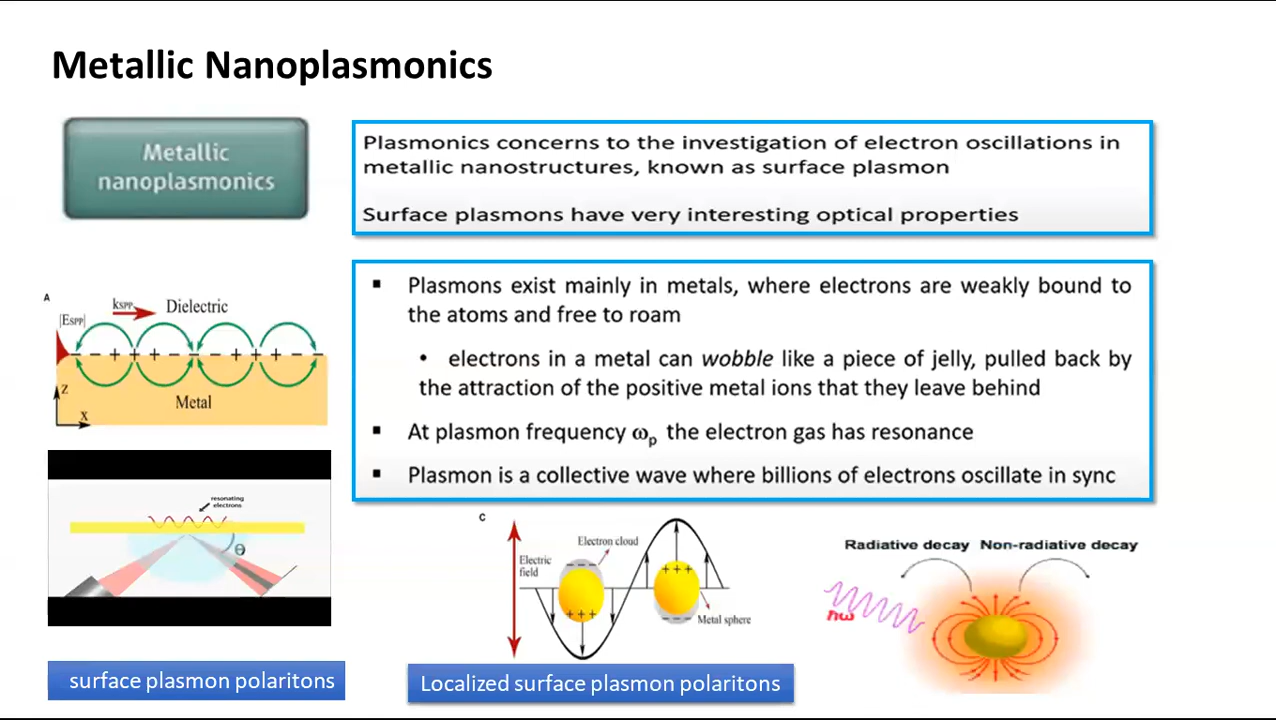 Metallic Nanoplasmonics
Metallic
nanoplasmonics
Plasmonics concerns to the investigation of electron oscillations in
metallic nanostructures, known as surface plasmon
Surface plasmons have very interesting optical properties
▪ Plasmons exist mainly in metals, where electrons are weakly bound to
the atoms and free to roam
• electrons in a metal can wobble like a piece of jelly, pulled back by
the attraction of the positive metal ions that they leave behind
▪ At plasmon frequency ωp the electron gas has resonance
▪ Plasmon is a collective wave where billions of electrons oscillate in sync
A
kSPP
Dielectric
|ESPP|
- - + + + - - - + + + - - -
z
Metal
x
resonating
electrons
θ
surface plasmon polaritons
C
Electric
field
Electron cloud
- - - -
+ + +
+ + +
- - - -
Metal sphere
Localized surface plasmon polaritons
Radiative decay Non-radiative decay
ħω